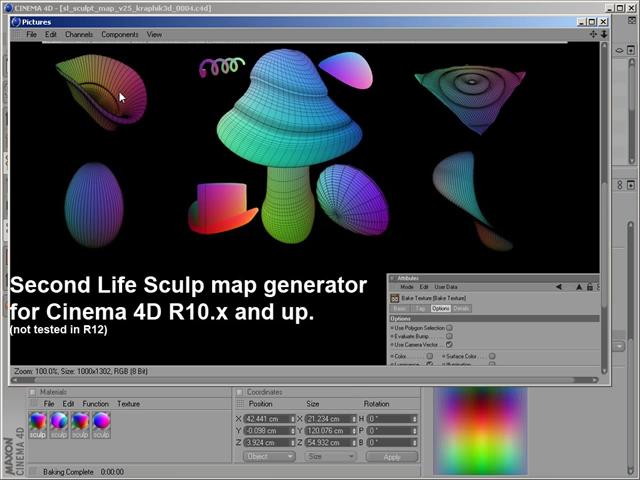 CINEMA 4D - [sl_sculpt_map_v25_kraphik3d_0004.c4d]
Pictures
File Edit Channels Components View
Second Life Sculp map generator
for Cinema 4D R10.x and up.
(not tested in R12)
Attributes
Mode Edit User Data
Bake Texture [Bake Texture]
Basic Tag Options Details
Options
Use Polygon Selection
Evaluate Bump
Use Camera Vector
Color Surface Color
Luminance Illumination
Zoom: 100.0%, Size: 1000x1302, RGB (8 Bit)
Materials
File Edit Function Texture
sculp sculp sculp sculp
Coordinates
Position Size Rotation
X 42.441 cm X 21.234 cm H 0 °
Y -0.098 cm Y 120.076 cm P 0 °
Z 3.924 cm Z 54.932 cm B 0 °
Object Size Apply
MAXON
CINEMA 4D
Baking Complete 0:00:00